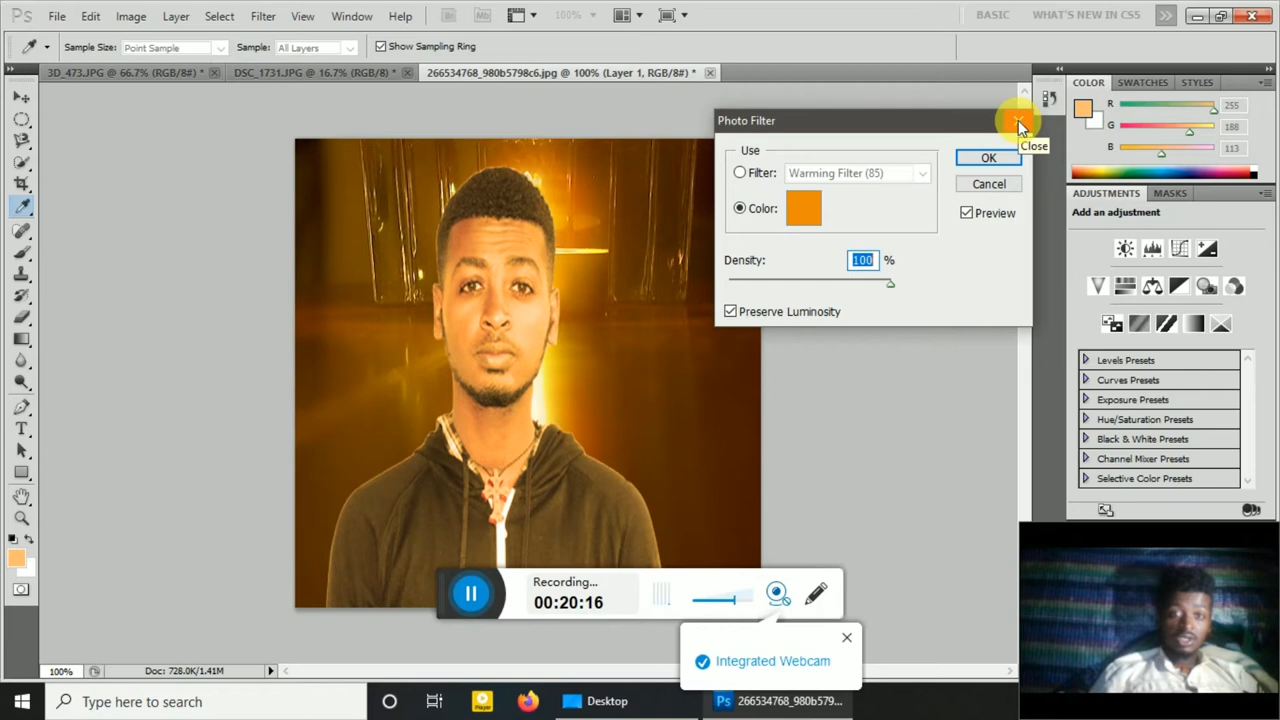 Ps File Edit Image Layer Select Filter View Window Help Br Mb 100% BASIC WHAT'S NEW IN CS5
Sample Size: Point Sample Sample: All Layers Show Sampling Ring
3D_473.JPG @ 66.7% (RGB/8#) * DSC_1731.JPG @ 16.7% (RGB/8) * 266534768_980b5798c6.jpg @ 100% (Layer 1, RGB/8#) *
COLOR SWATCHES STYLES
R 255
G 188
B 113
Photo Filter
Close
Use
Filter: Warming Filter (85)
Color:
OK
Cancel
Preview
Density: 100 %
Preserve Luminosity
ADJUSTMENTS MASKS
Add an adjustment
Levels Presets
Curves Presets
Exposure Presets
Hue/Saturation Presets
Black & White Presets
Channel Mixer Presets
Selective Color Presets
Recording...
00:20:16
Integrated Webcam
100% Doc: 728.0K/1.41M
Type here to search Player Desktop Ps 266534768_980b579...